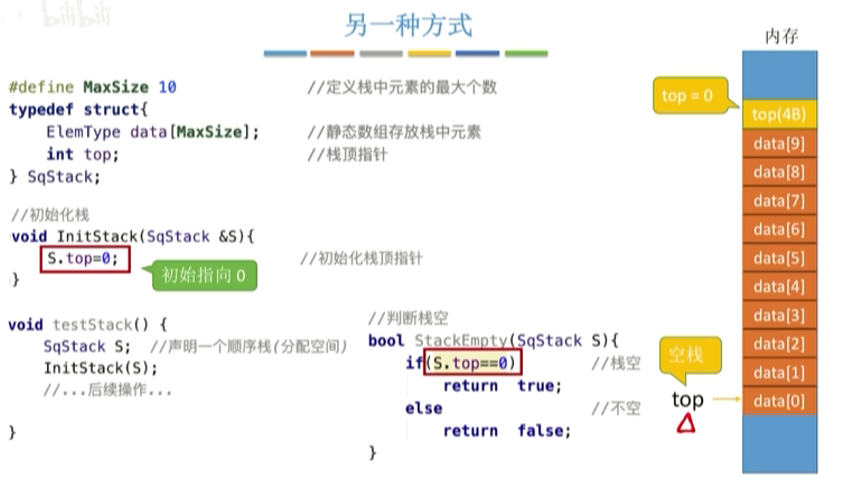 bilibili
另一种方式
#define MaxSize 10 //定义栈中元素的最大个数
typedef struct{
ElemType data[MaxSize]; //静态数组存放栈中元素
int top; //栈顶指针
} SqStack;
//初始化栈
void InitStack(SqStack &S){
S.top=0; //初始化栈顶指针
}
初始指向 0
void testStack() {
SqStack S; //声明一个顺序栈(分配空间)
InitStack(S);
//...后续操作...
}
//判断栈空
bool StackEmpty(SqStack S){
if(S.top==0) //栈空
return true;
else //不空
return false;
}
内存
top = 0
top(4B)
data[9]
data[8]
data[7]
data[6]
data[5]
data[4]
data[3]
data[2]
data[1]
data[0]
空栈
top